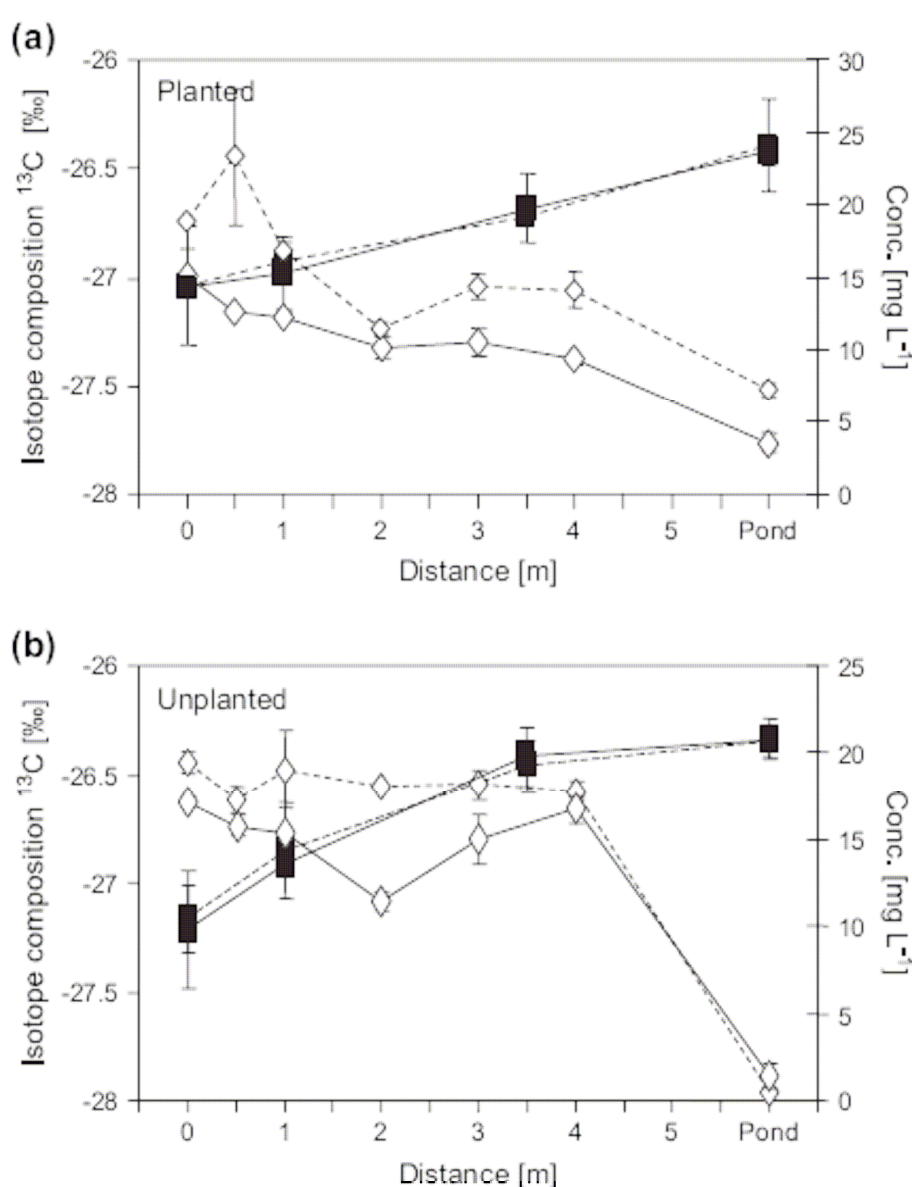 (a)
Planted
Isotope composition ¹³C [‰]
-26
-26.5
-27
-27.5
-28
30
25
20
15
10
5
0
Conc. [mg L⁻¹]
0 1 2 3 4 5 Pond
Distance [m]
(b)
Unplanted
Isotope composition ¹³C [‰]
-26
-26.5
-27
-27.5
-28
25
20
15
10
5
0
Conc. [mg L⁻¹]
0 1 2 3 4 5 Pond
Distance [m]